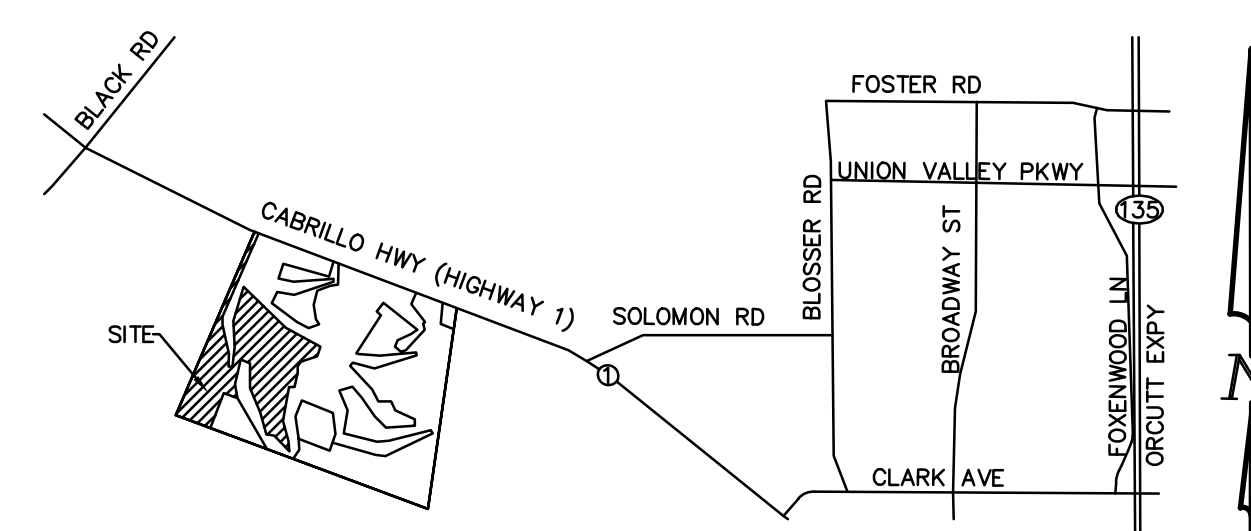 BLACK RD
FOSTER RD
UNION VALLEY PKWY
135
CABRILLO HWY (HIGHWAY 1)
BLOSSER RD
BROADWAY ST
SOLOMON RD
SITE
1
FOXENWOOD LN
ORCUTT EXPY
N
CLARK AVE